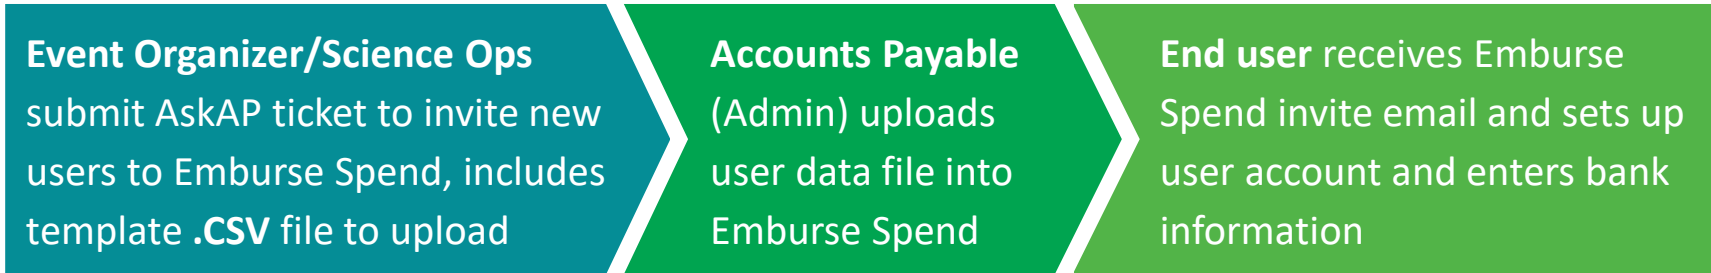 Event Organizer/Science Ops
submit AskAP ticket to invite new
users to Emburse Spend, includes
template .CSV file to upload
Accounts Payable
(Admin) uploads
user data file into
Emburse Spend
End user receives Emburse
Spend invite email and sets up
user account and enters bank
information